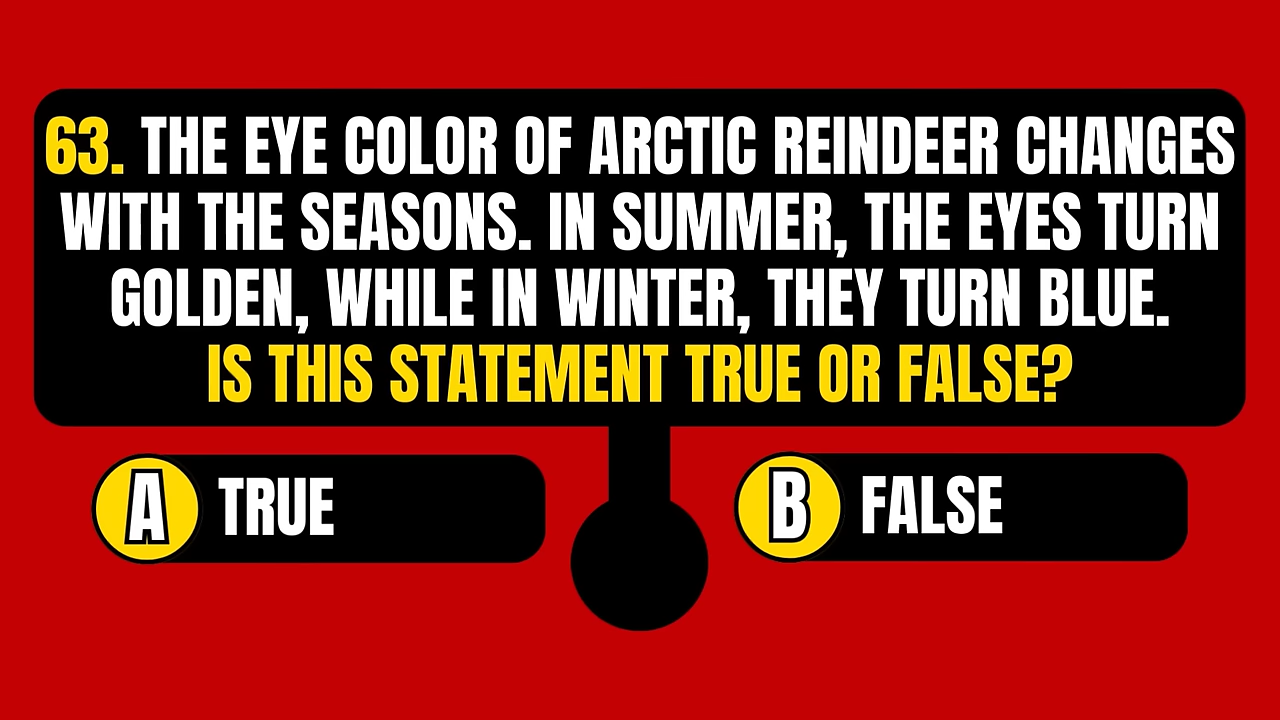 63. THE EYE COLOR OF ARCTIC REINDEER CHANGES
WITH THE SEASONS. IN SUMMER, THE EYES TURN
GOLDEN, WHILE IN WINTER, THEY TURN BLUE.
IS THIS STATEMENT TRUE OR FALSE?
A TRUE
B FALSE